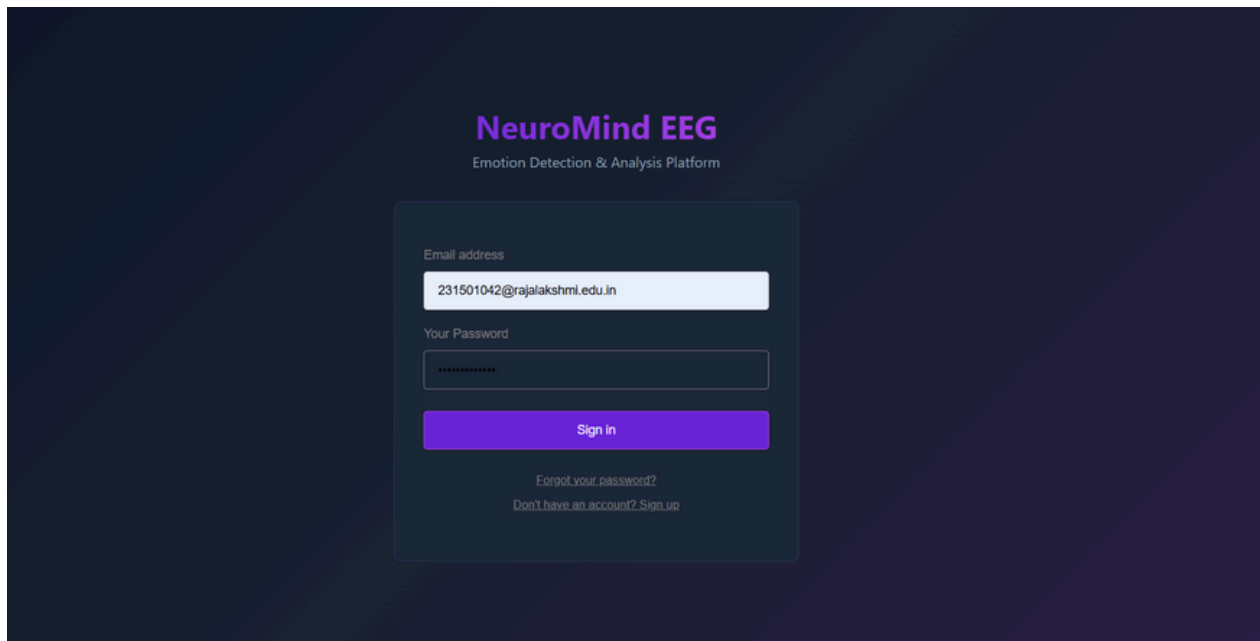 NeuroMind EEG
Emotion Detection & Analysis Platform
Email address
231501042@rajalakshmi.edu.in
Your Password
•••••••••••••
Sign in
Forgot your password?
Don't have an account? Sign up